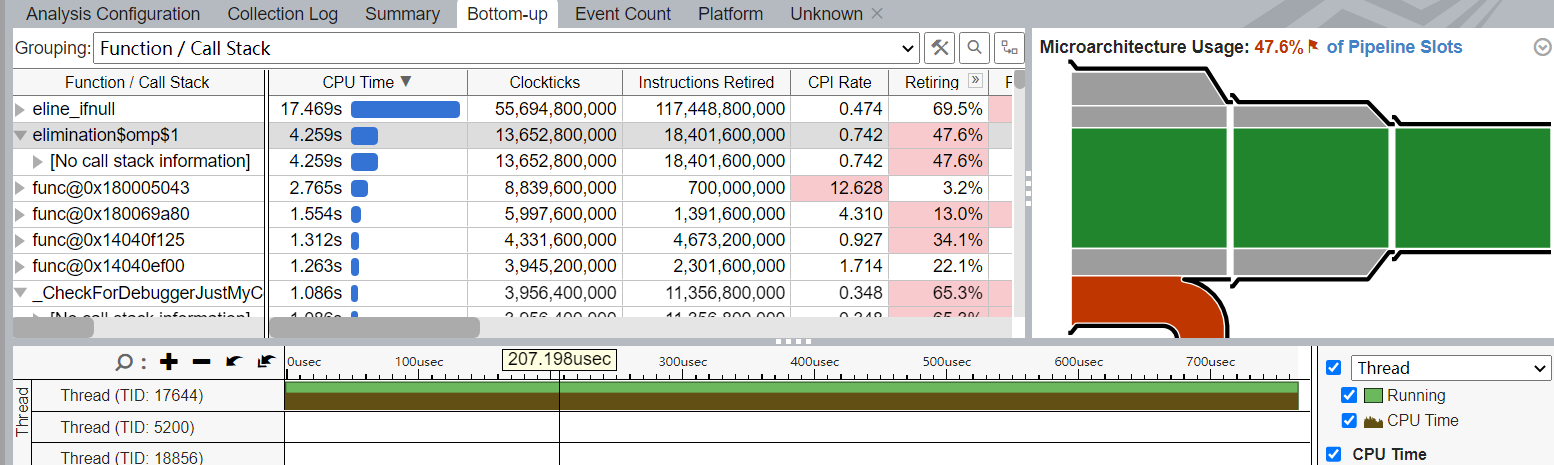 Analysis Configuration Collection Log Summary Bottom-up Event Count Platform Unknown ×
Grouping: Function / Call Stack
Function / Call Stack CPU Time ▼ Clockticks Instructions Retired CPI Rate Retiring »
eline_ifnull 17.469s 55,694,800,000 117,448,800,000 0.474 69.5%
elimination$omp$1 4.259s 13,652,800,000 18,401,600,000 0.742 47.6%
[No call stack information] 4.259s 13,652,800,000 18,401,600,000 0.742 47.6%
func@0x180005043 2.765s 8,839,600,000 700,000,000 12.628 3.2%
func@0x180069a80 1.554s 5,997,600,000 1,391,600,000 4.310 13.0%
func@0x14040f125 1.312s 4,331,600,000 4,673,200,000 0.927 34.1%
func@0x14040ef00 1.263s 3,945,200,000 2,301,600,000 1.714 22.1%
_CheckForDebuggerJustMyC 1.086s 3,956,400,000 11,356,800,000 0.348 65.3%
[No call stack information] 1.086s 3,956,400,000 11,356,800,000 0.348 65.3%
Microarchitecture Usage: 47.6% of Pipeline Slots
0usec 100usec 207.198usec 300usec 400usec 500usec 600usec 700usec
Thread
Thread (TID: 17644)
Thread (TID: 5200)
Thread (TID: 18856)
Thread
Running
CPU Time
CPU Time